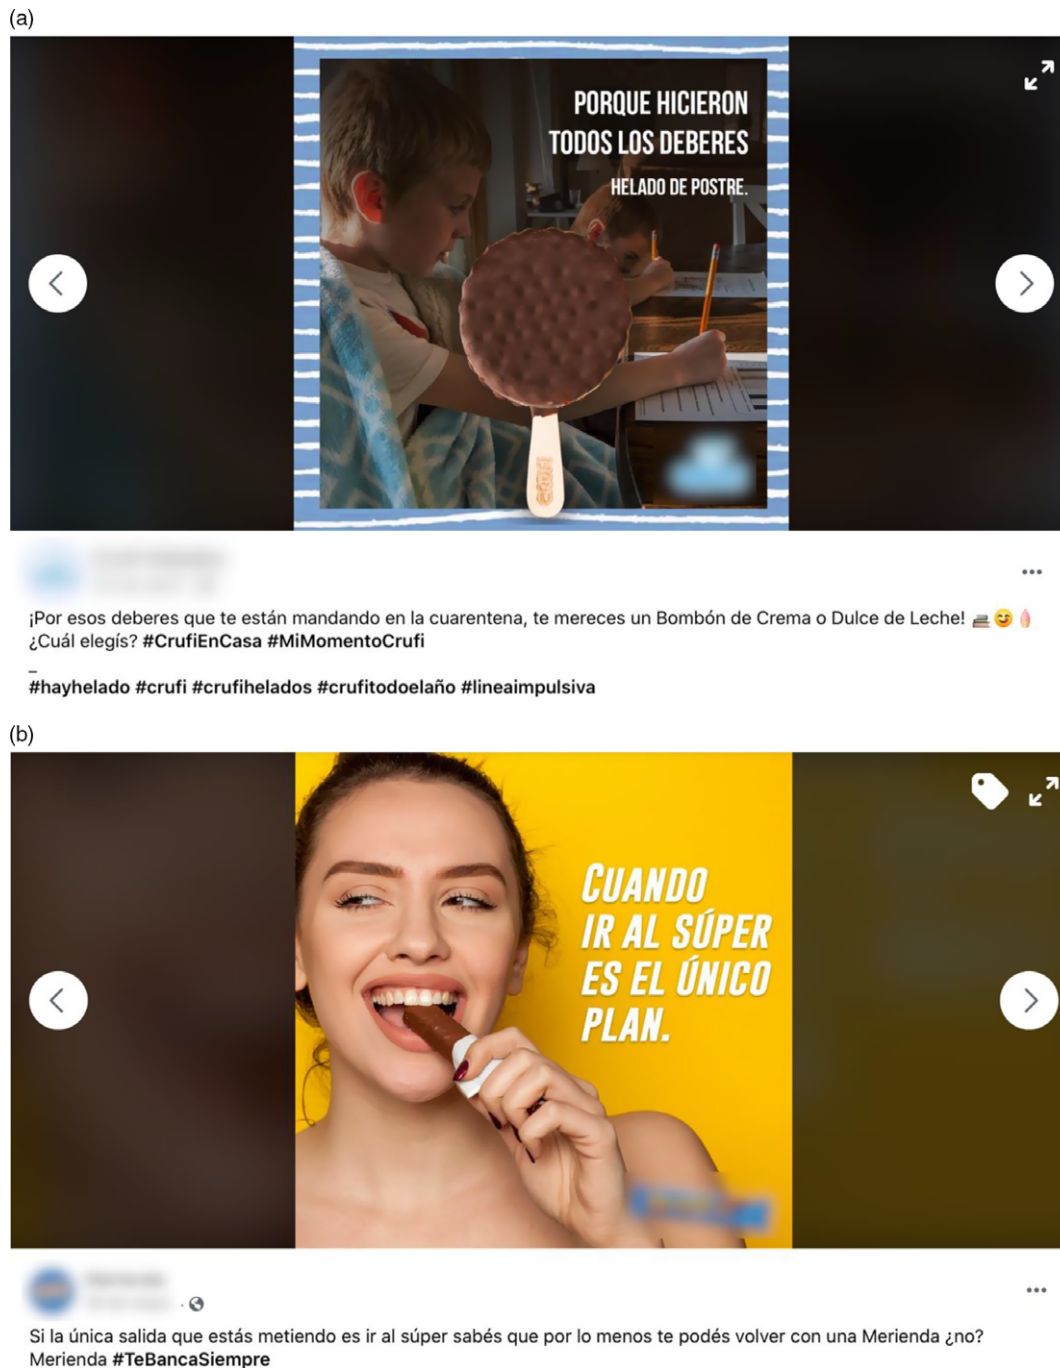 (a)
PORQUE HICIERON
TODOS LOS DEBERES
HELADO DE POSTRE.
crufi
¡Por esos deberes que te están mandando en la cuarentena, te mereces un Bombón de Crema o Dulce de Leche!
¿Cuál elegís? #CrufiEnCasa #MiMomentoCrufi
_
#hayhelado #crufi #crufihelados #crufitodoelaño #lineaimpulsiva
(b)
CUANDO
IR AL SÚPER
ES EL ÚNICO
PLAN.
Si la única salida que estás metiendo es ir al súper sabés que por lo menos te podés volver con una Merienda ¿no?
Merienda #TeBancaSiempre